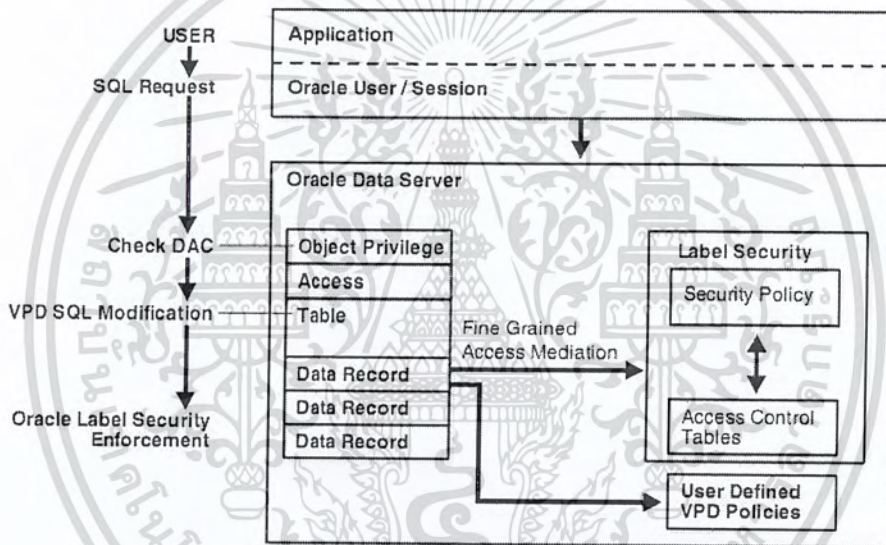 USER
SQL Request
Check DAC
VPD SQL Modification
Oracle Label Security
Enforcement
Application
Oracle User / Session
Oracle Data Server
Object Privilege
Access
Table
Data Record
Data Record
Data Record
Fine Grained
Access Mediation
Label Security
Security Policy
Access Control
Tables
User Defined
VPD Policies